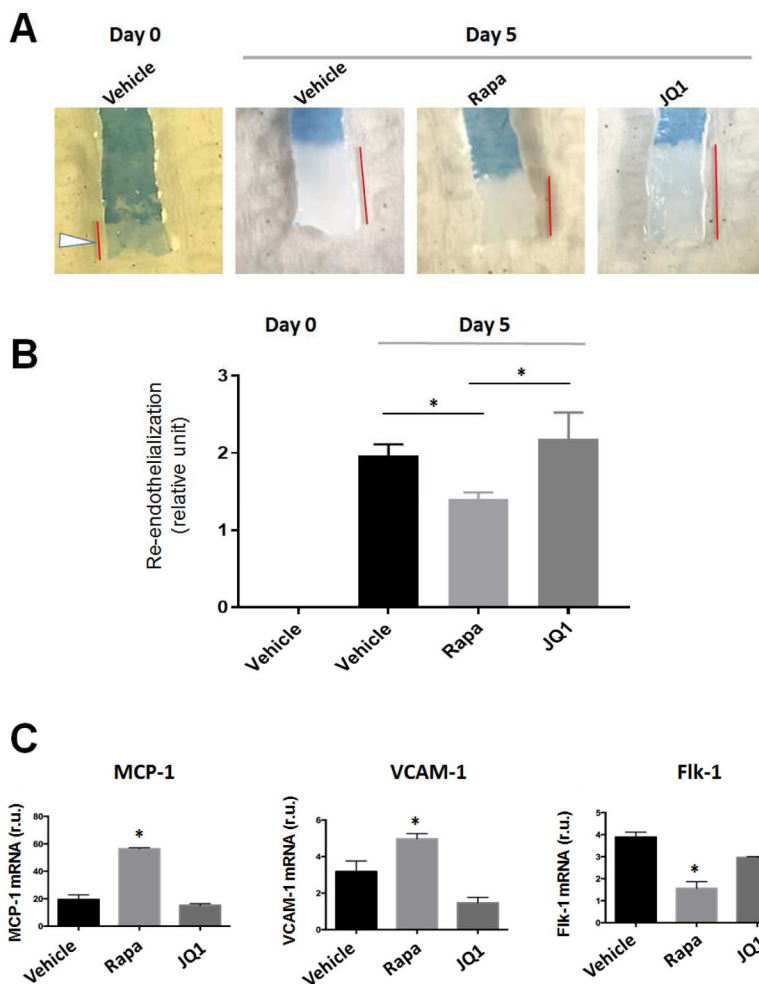 A
Day 0
Day 5
Vehicle
Vehicle
Rapa
JQ1
B
Day 0
Day 5
Re-endothelialization
(relative unit)
3
2
1
0
*
*
Vehicle
Vehicle
Rapa
JQ1
C
MCP-1
MCP-1 mRNA (r.u.)
80
60
40
20
0
*
Vehicle
Rapa
JQ1
VCAM-1
VCAM-1 mRNA (r.u.)
6
4
2
0
*
Vehicle
Rapa
JQ1
Flk-1
Flk-1 mRNA (r.u.)
5
4
3
2
1
0
*
Vehicle
Rapa
JQ1